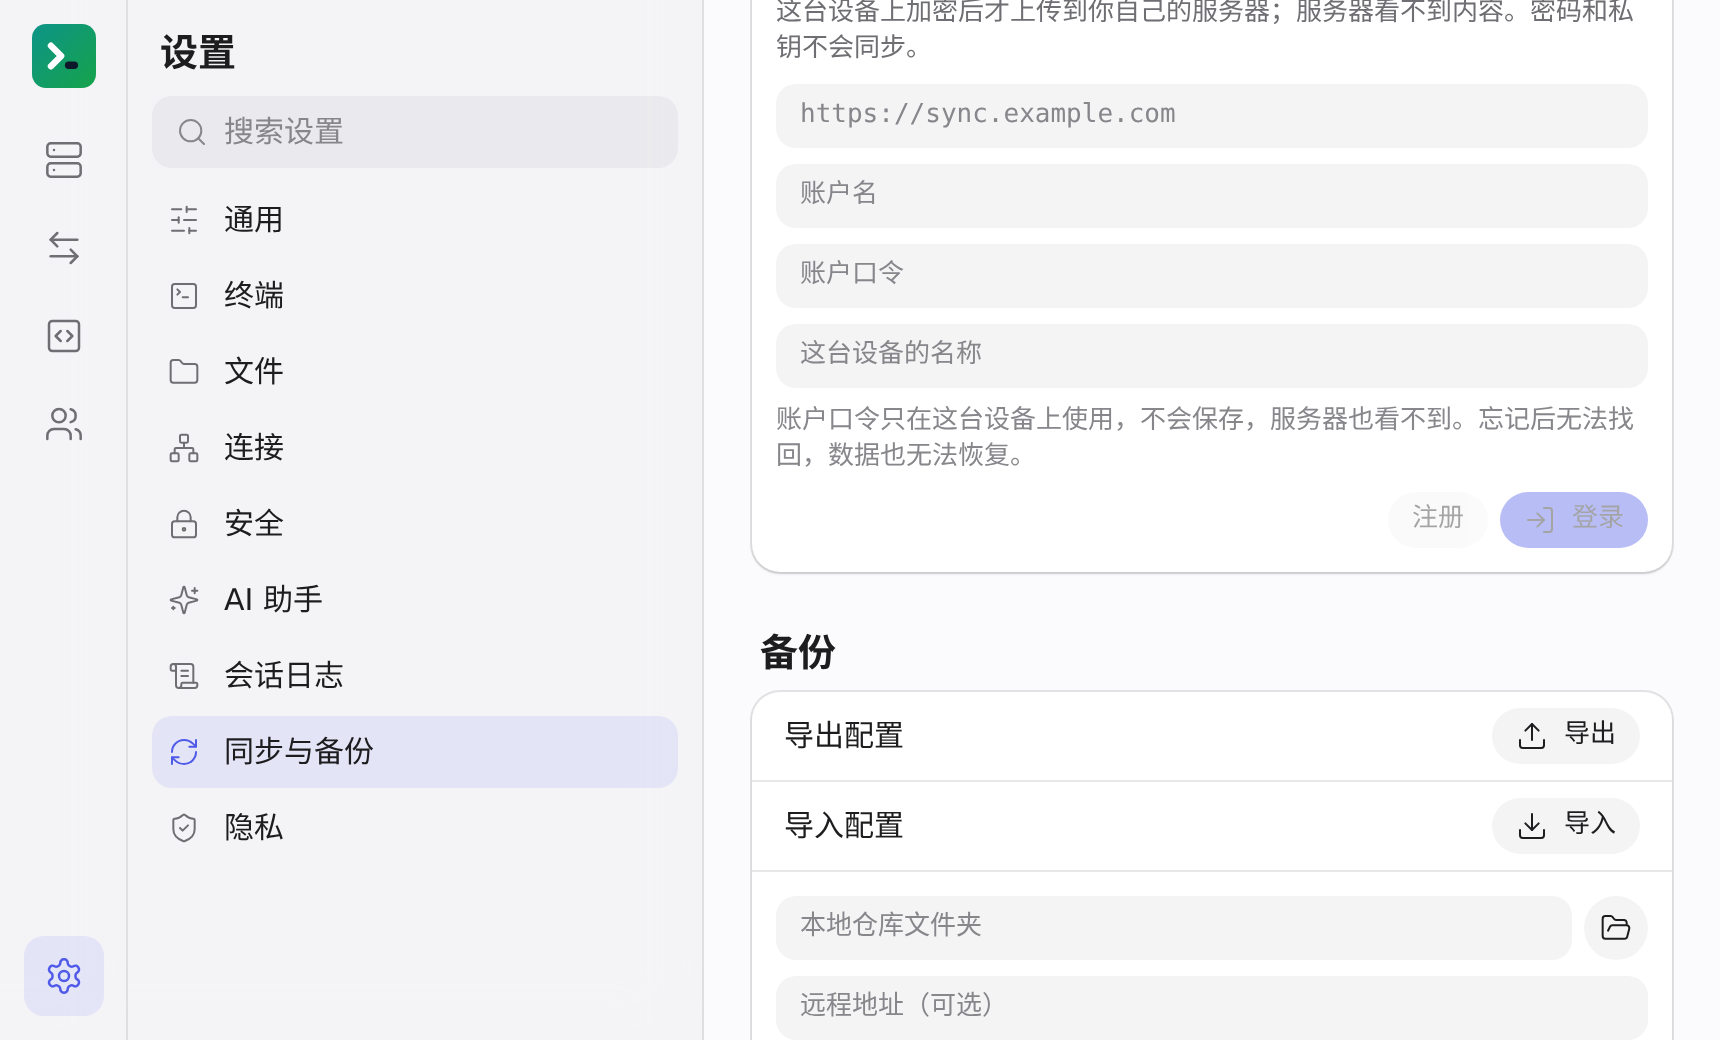 设置
搜索设置
通用
终端
文件
连接
安全
AI 助手
会话日志
同步与备份
隐私
这台设备上加密后才上传到你自己的服务器；服务器看不到内容。密码和私
钥不会同步。
https://sync.example.com
账户名
账户口令
这台设备的名称
账户口令只在这台设备上使用，不会保存，服务器也看不到。忘记后无法找
回，数据也无法恢复。
注册
登录
备份
导出配置
导出
导入配置
导入
本地仓库文件夹
远程地址（可选）